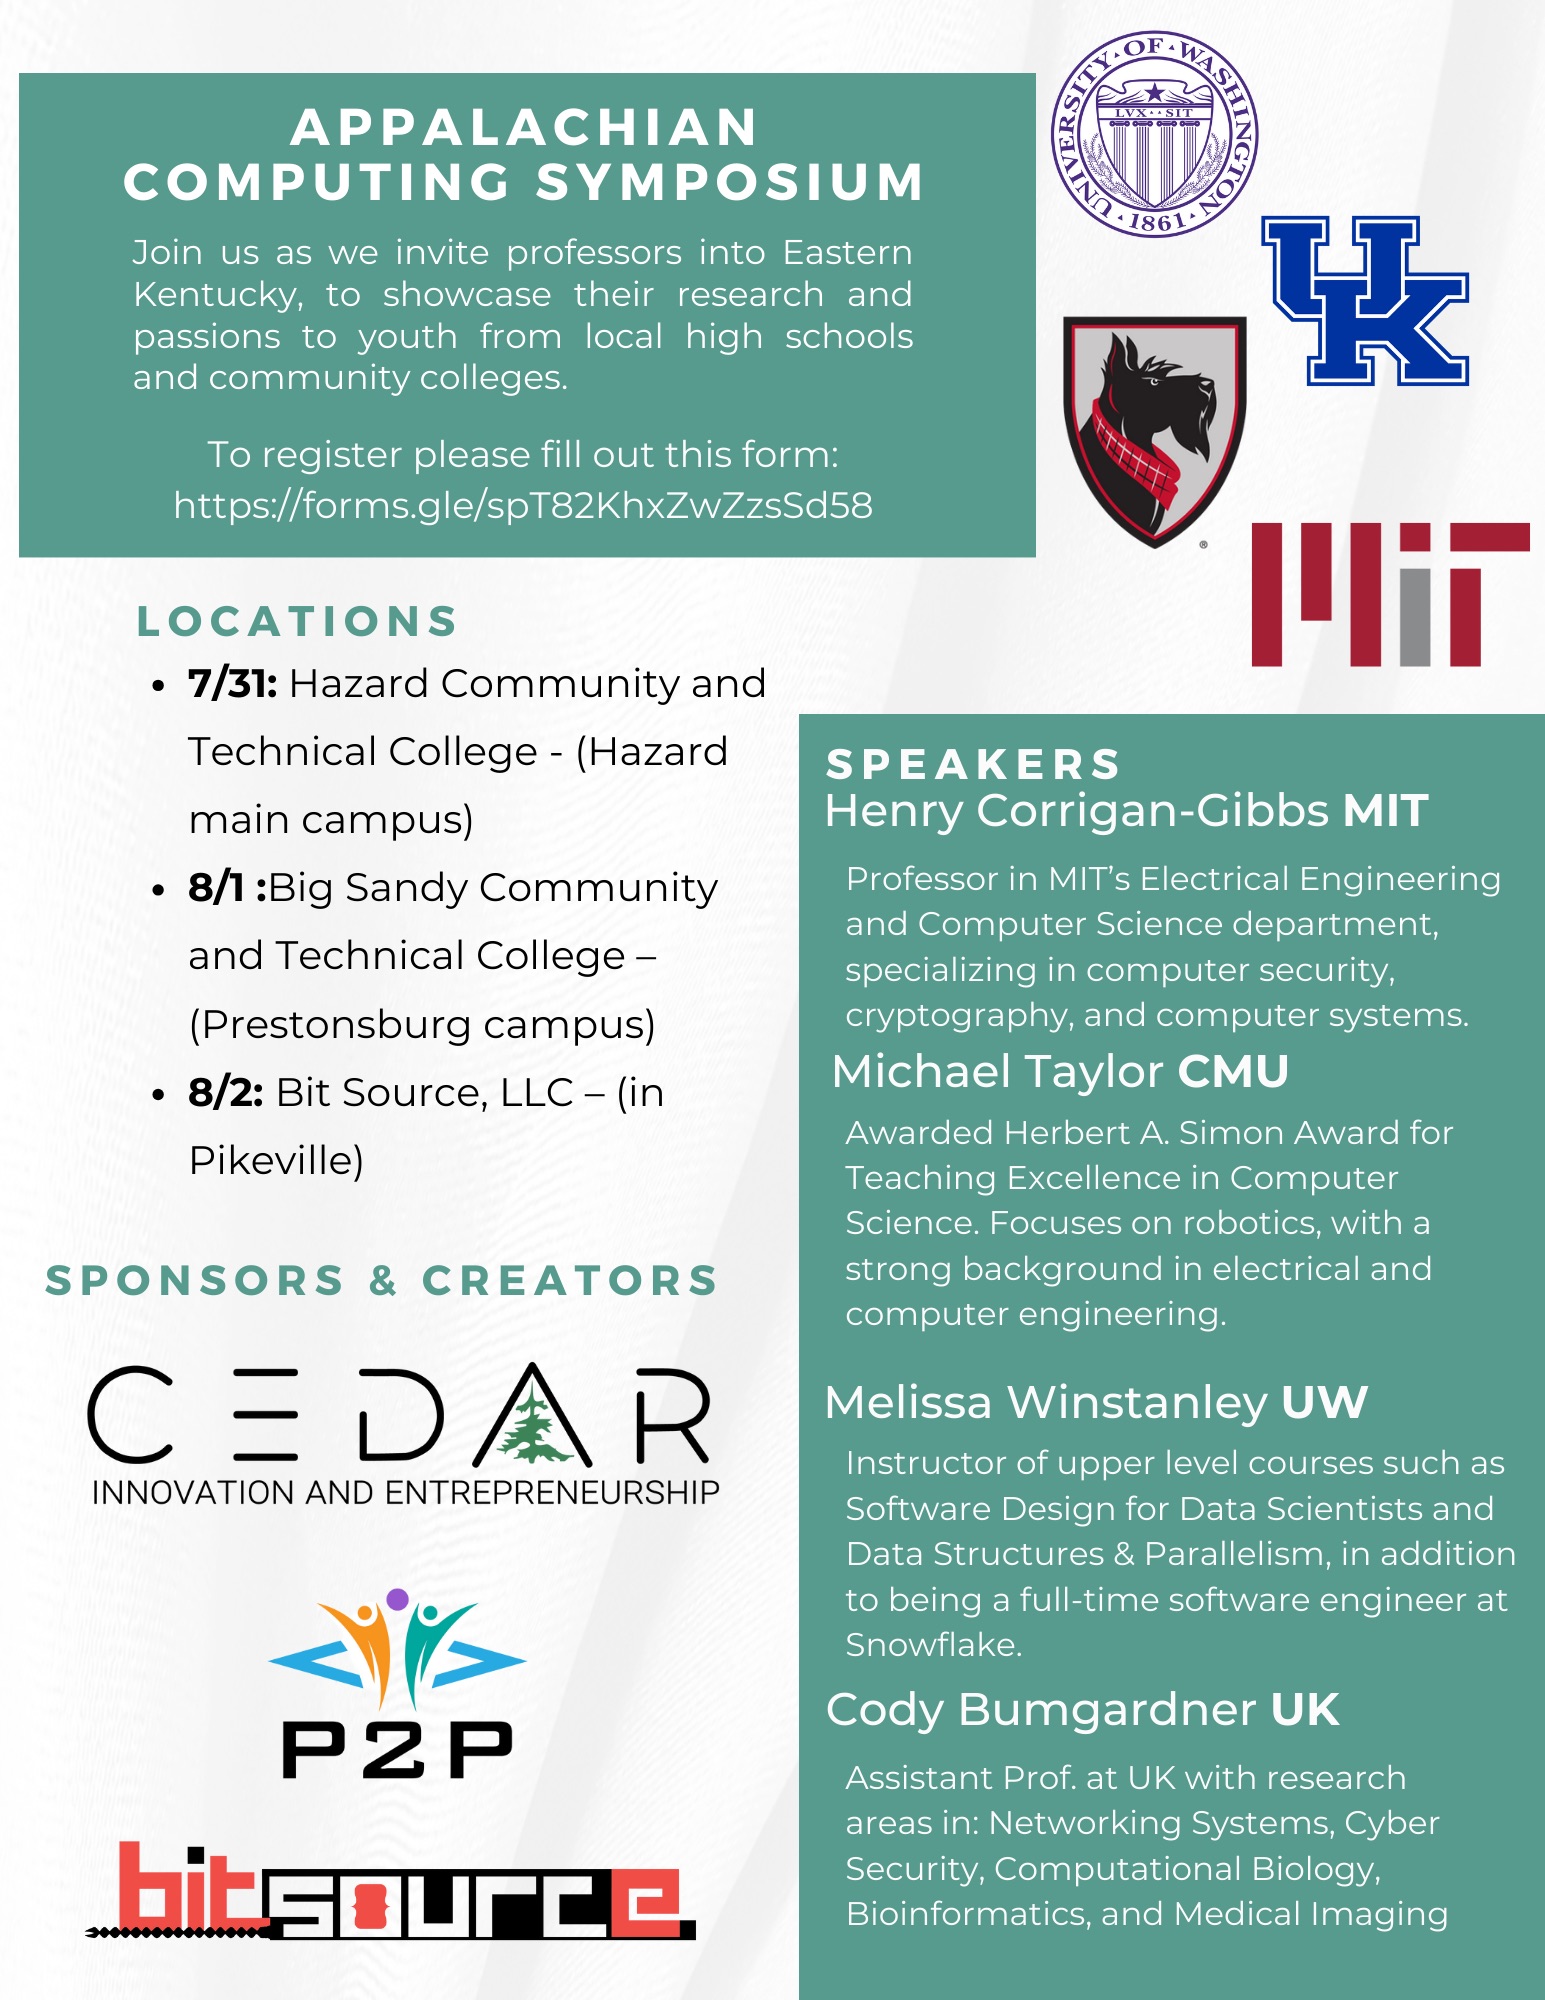 APPALACHIAN
COMPUTING SYMPOSIUM
Join us as we invite professors into Eastern
Kentucky, to showcase their research and
passions to youth from local high schools
and community colleges.
To register please fill out this form:
https://forms.gle/spT82KhxZwZzsSd58
UNIVERSITY · OF · WASHINGTON
LVX · · SIT
· 1861 ·
UK
®
MIT
LOCATIONS
• 7/31: Hazard Community and
Technical College - (Hazard
main campus)
• 8/1 :Big Sandy Community
and Technical College –
(Prestonsburg campus)
• 8/2: Bit Source, LLC – (in
Pikeville)
SPONSORS & CREATORS
CEDAR
INNOVATION AND ENTREPRENEURSHIP
< >
P2P
bitsource
SPEAKERS
Henry Corrigan-Gibbs MIT
Professor in MIT’s Electrical Engineering
and Computer Science department,
specializing in computer security,
cryptography, and computer systems.
Michael Taylor CMU
Awarded Herbert A. Simon Award for
Teaching Excellence in Computer
Science. Focuses on robotics, with a
strong background in electrical and
computer engineering.
Melissa Winstanley UW
Instructor of upper level courses such as
Software Design for Data Scientists and
Data Structures & Parallelism, in addition
to being a full-time software engineer at
Snowflake.
Cody Bumgardner UK
Assistant Prof. at UK with research
areas in: Networking Systems, Cyber
Security, Computational Biology,
Bioinformatics, and Medical Imaging